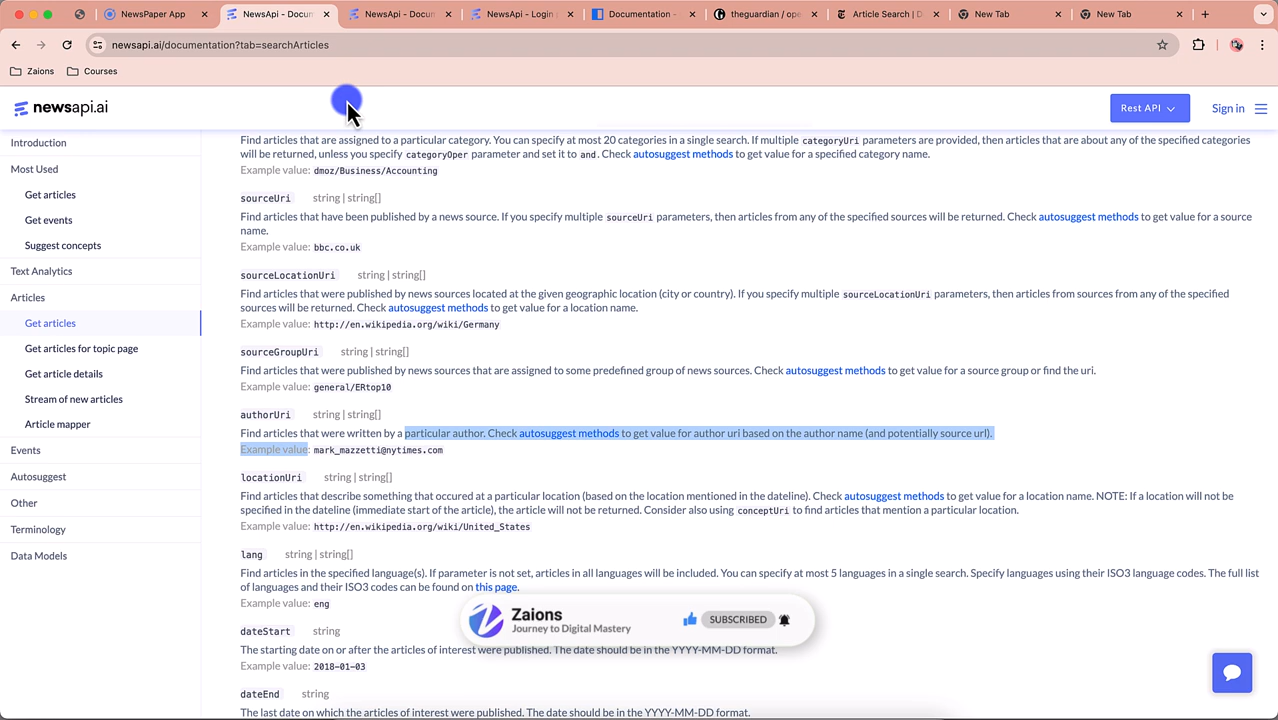 NewsPaper App
NewsApi - Docum
NewsApi - Docum
NewsApi - Login
Documentation -
theguardian / ope
Article Search | D
New Tab
New Tab
newsapi.ai/documentation?tab=searchArticles
Zaions
Courses
newsapi.ai
Rest API
Sign in
Introduction
Most Used
Get articles
Get events
Suggest concepts
Text Analytics
Articles
Get articles
Get articles for topic page
Get article details
Stream of new articles
Article mapper
Events
Autosuggest
Other
Terminology
Data Models
Find articles that are assigned to a particular category. You can specify at most 20 categories in a single search. If multiple categoryUri parameters are provided, then articles that are about any of the specified categories
will be returned, unless you specify categoryOper parameter and set it to and. Check autosuggest methods to get value for a specified category name.
Example value: dmoz/Business/Accounting
sourceUri string | string[]
Find articles that have been published by a news source. If you specify multiple sourceUri parameters, then articles from any of the specified sources will be returned. Check autosuggest methods to get value for a source
name.
Example value: bbc.co.uk
sourceLocationUri string | string[]
Find articles that were published by news sources located at the given geographic location (city or country). If you specify multiple sourceLocationUri parameters, then articles from sources from any of the specified
sources will be returned. Check autosuggest methods to get value for a location name.
Example value: http://en.wikipedia.org/wiki/Germany
sourceGroupUri string | string[]
Find articles that were published by news sources that are assigned to some predefined group of news sources. Check autosuggest methods to get value for a source group or find the uri.
Example value: general/ERtop10
authorUri string | string[]
Find articles that were written by a particular author. Check autosuggest methods to get value for author uri based on the author name (and potentially source url).
Example value: mark_mazzetti@nytimes.com
locationUri string | string[]
Find articles that describe something that occured at a particular location (based on the location mentioned in the dateline). Check autosuggest methods to get value for a location name. NOTE: If a location will not be
specified in the dateline (immediate start of the article), the article will not be returned. Consider also using conceptUri to find articles that mention a particular location.
Example value: http://en.wikipedia.org/wiki/United_States
lang string | string[]
Find articles in the specified language(s). If parameter is not set, articles in all languages will be included. You can specify at most 5 languages in a single search. Specify languages using their ISO3 language codes. The full list
of languages and their ISO3 codes can be found on this page.
Example value: eng
dateStart string
The starting date on or after the articles of interest were published. The date should be in the YYYY-MM-DD format.
Example value: 2018-01-03
dateEnd string
The last date on which the articles of interest were published. The date should be in the YYYY-MM-DD format.
Zaions
Journey to Digital Mastery
SUBSCRIBED